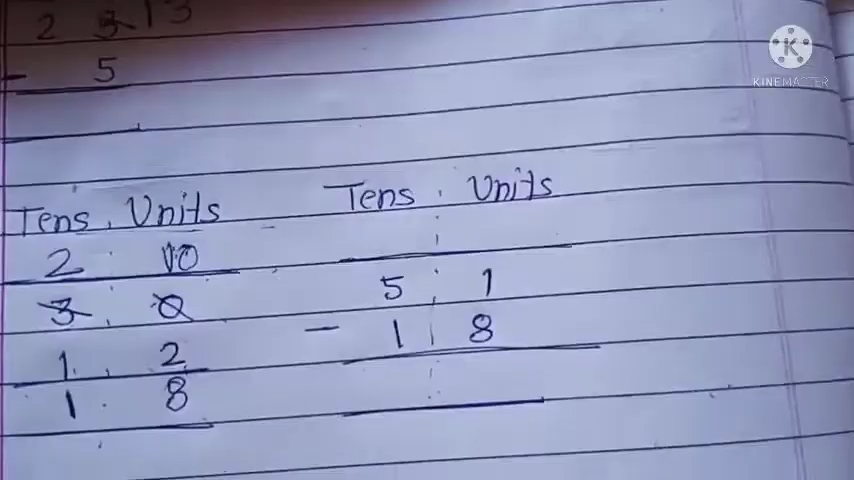 2 3 13
- 5
KINEMASTER
Tens Units
2 10
3 0
1 2
1 8
Tens Units
5 1
- 1 8